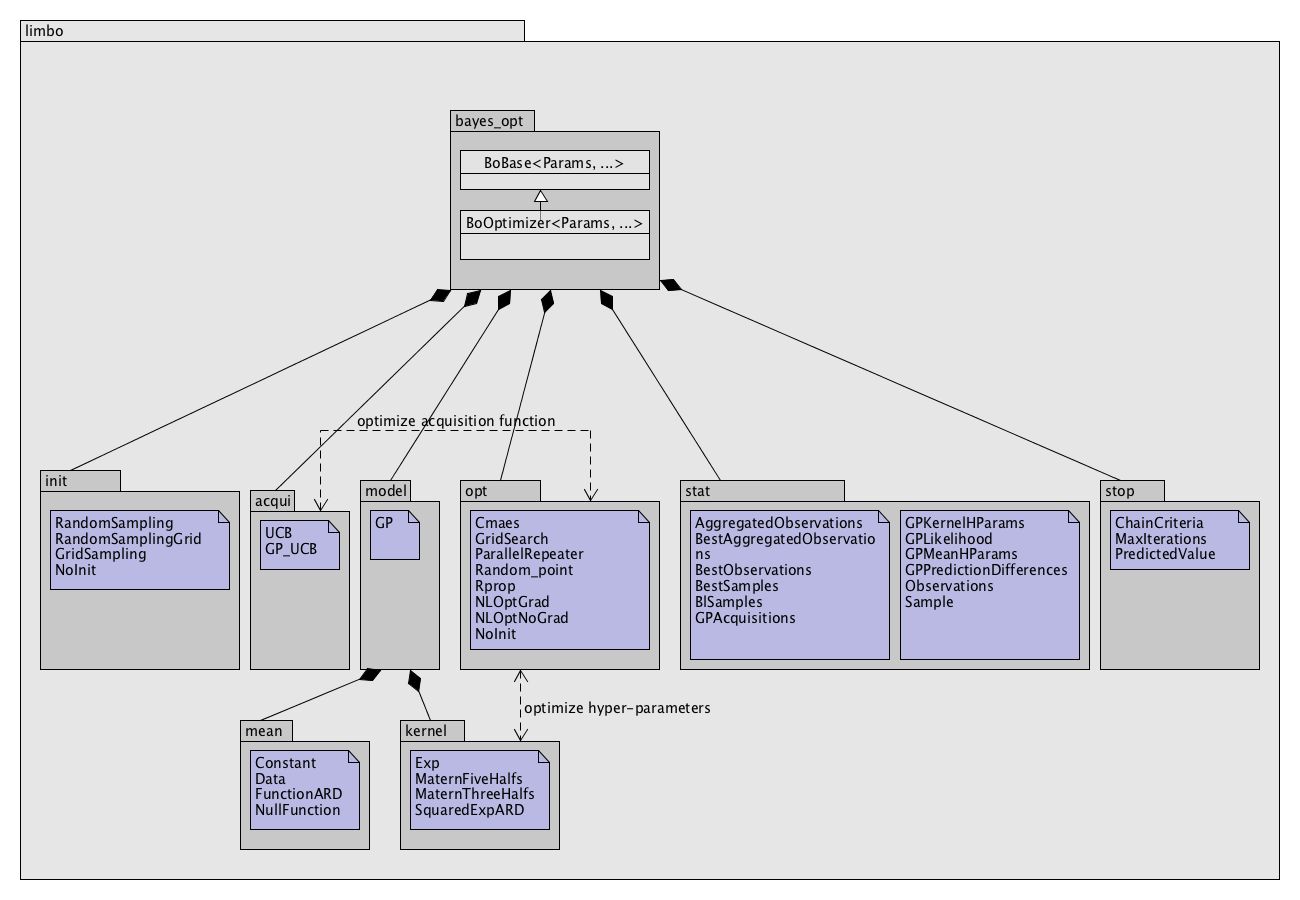 limbo
bayes_opt
BoBase<Params, ...>
BoOptimizer<Params, ...>
optimize acquisition function
init
RandomSampling
RandomSamplingGrid
GridSampling
NoInit
acqui
UCB
GP_UCB
model
GP
opt
Cmaes
GridSearch
ParallelRepeater
Random_point
Rprop
NLOptGrad
NLOptNoGrad
NoInit
stat
AggregatedObservations
BestAggregatedObservatio
ns
BestObservations
BestSamples
BlSamples
GPAcquisitions
GPKernelHParams
GPLikelihood
GPMeanHParams
GPPredictionDifferences
Observations
Sample
stop
ChainCriteria
MaxIterations
PredictedValue
optimize hyper-parameters
mean
Constant
Data
FunctionARD
NullFunction
kernel
Exp
MaternFiveHalfs
MaternThreeHalfs
SquaredExpARD